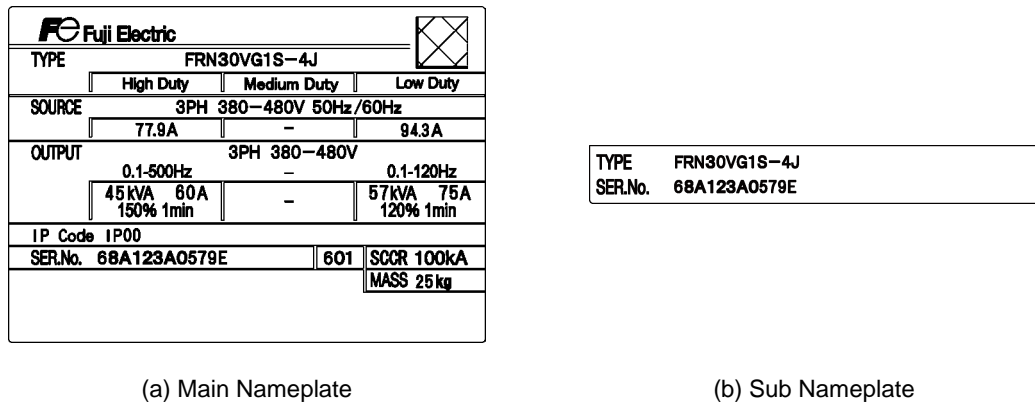 Fe Fuji Electric
TYPE FRN30VG1S-4J
High Duty Medium Duty Low Duty
SOURCE 3PH 380-480V 50Hz/60Hz
77.9A - 94.3A
OUTPUT 3PH 380-480V
0.1-500Hz - 0.1-120Hz
45kVA 60A - 57kVA 75A
150% 1min 120% 1min
IP Code IP00
SER.No. 68A123A0579E 601 SCCR 100kA
MASS 25kg
(a) Main Nameplate
TYPE FRN30VG1S-4J
SER.No. 68A123A0579E
(b) Sub Nameplate